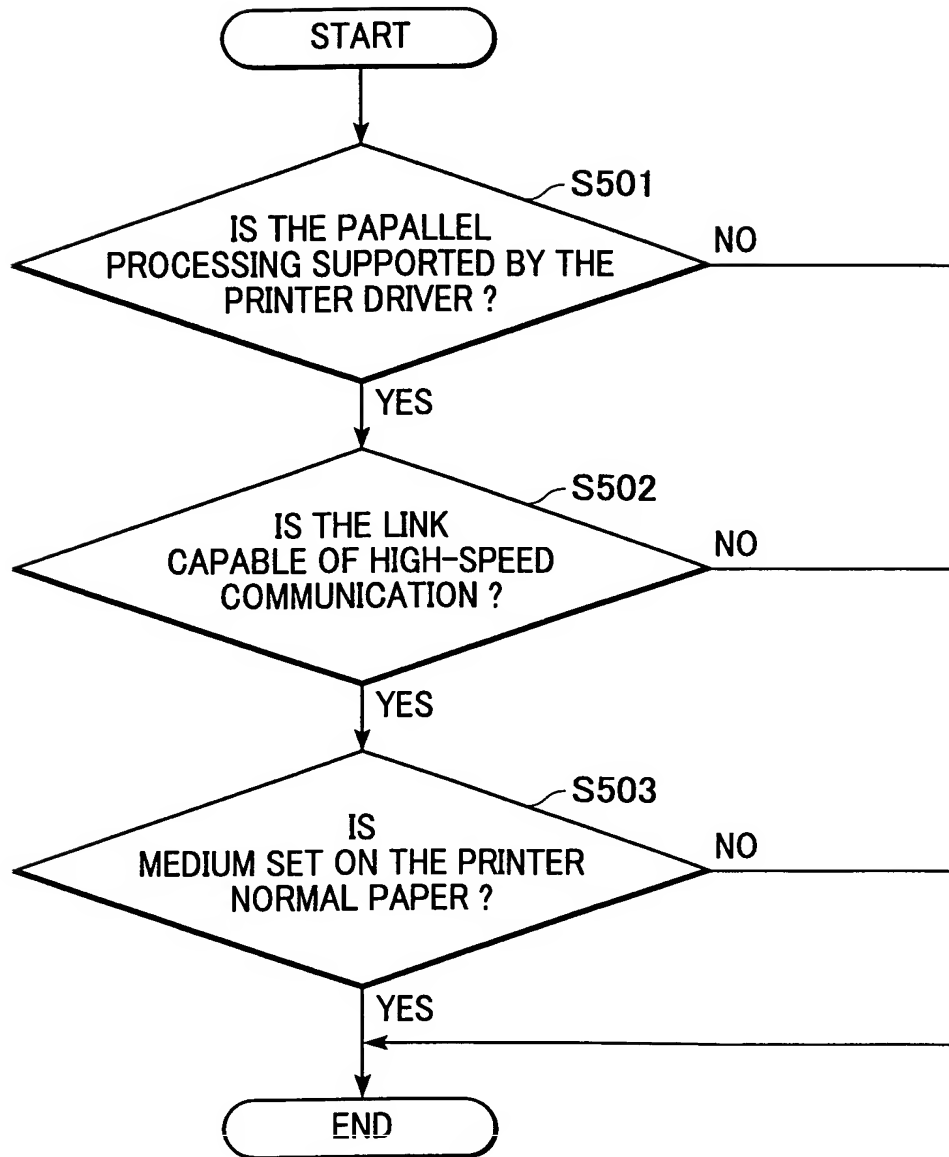 START
S501
IS THE PAPALLEL
PROCESSING SUPPORTED BY THE
PRINTER DRIVER ?
NO
YES
S502
IS THE LINK
CAPABLE OF HIGH-SPEED
COMMUNICATION ?
NO
YES
S503
IS
MEDIUM SET ON THE PRINTER
NORMAL PAPER ?
NO
YES
END